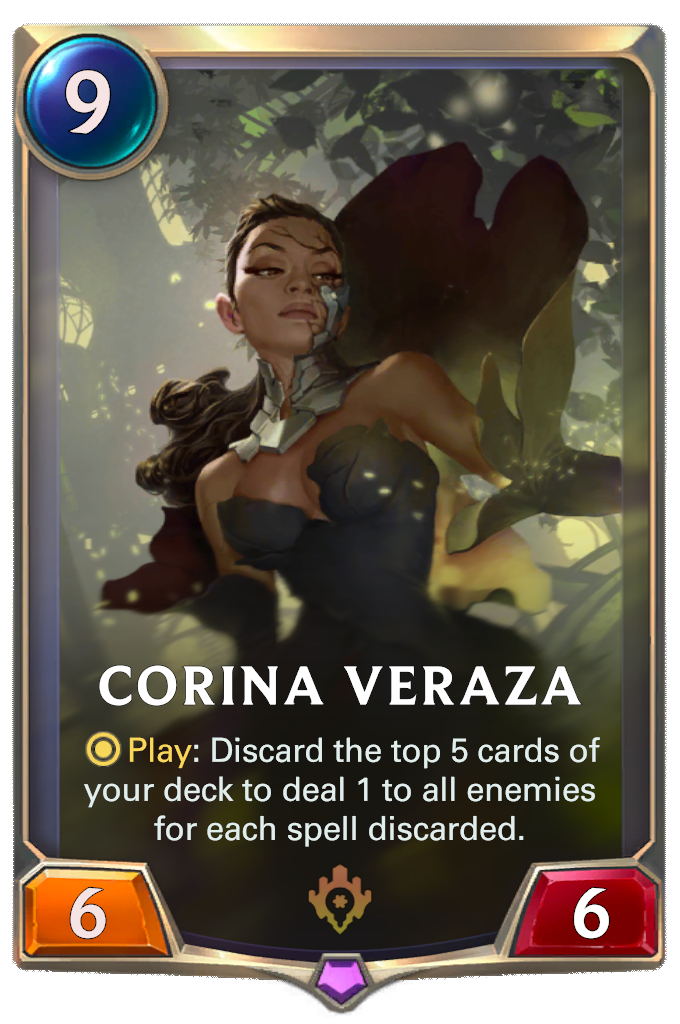 9
CORINA VERAZA
Play: Discard the top 5 cards of
your deck to deal 1 to all enemies
for each spell discarded.
6 6